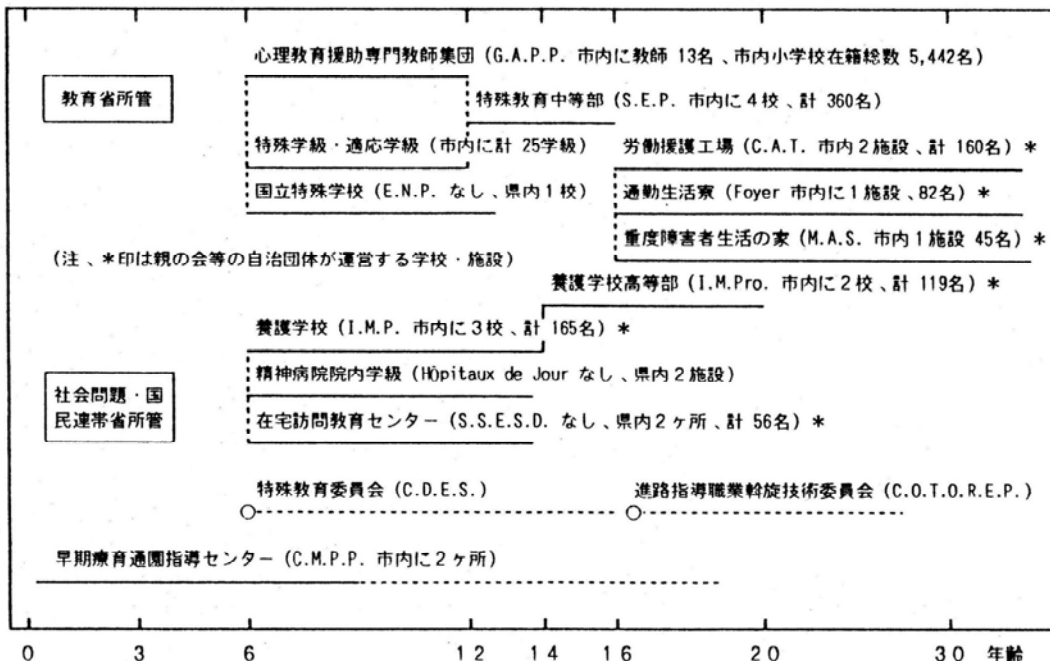 心理教育援助専門教師集団 (G.A.P.P. 市内に教師 13名、市内小学校在籍総数 5,442名)
教育省所管
特殊教育中等部 (S.E.P. 市内に4校、計 360名)
特殊学級・適応学級 (市内に計 25学級)
労働援護工場 (C.A.T. 市内2施設、計 160名) *
国立特殊学校 (E.N.P. なし、県内1校)
通勤生活寮 (Foyer 市内に1施設、82名) *
重度障害者生活の家 (M.A.S. 市内1施設 45名) *
(注、*印は親の会等の自治団体が運営する学校・施設)
養護学校高等部 (I.M.Pro. 市内に2校、計 119名) *
養護学校 (I.M.P. 市内に3校、計 165名) *
精神病院院内学級 (Hôpitaux de Jour なし、県内2施設)
社会問題・国
民連帯省所管
在宅訪問教育センター (S.S.E.S.D. なし、県内2ヶ所、計 56名) *
特殊教育委員会 (C.D.E.S.)
進路指導職業斡旋技術委員会 (C.O.T.O.R.E.P.)
早期療育通園指導センター (C.M.P.P. 市内に2ヶ所)
0 3 6 12 14 16 20 30 年齢